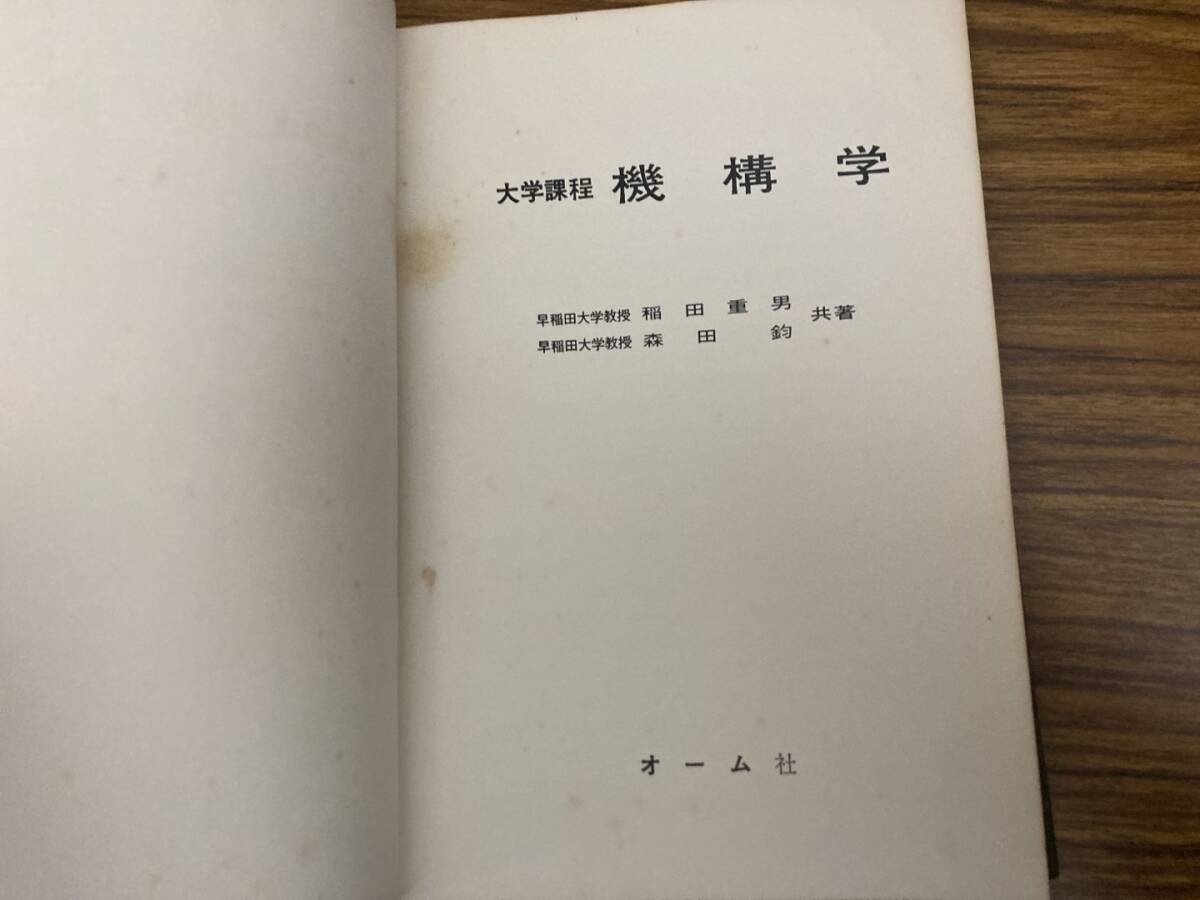 大学課程 機構学
早稲田大学教授 稲田重男 共著
早稲田大学教授 森田鈞
オーム社